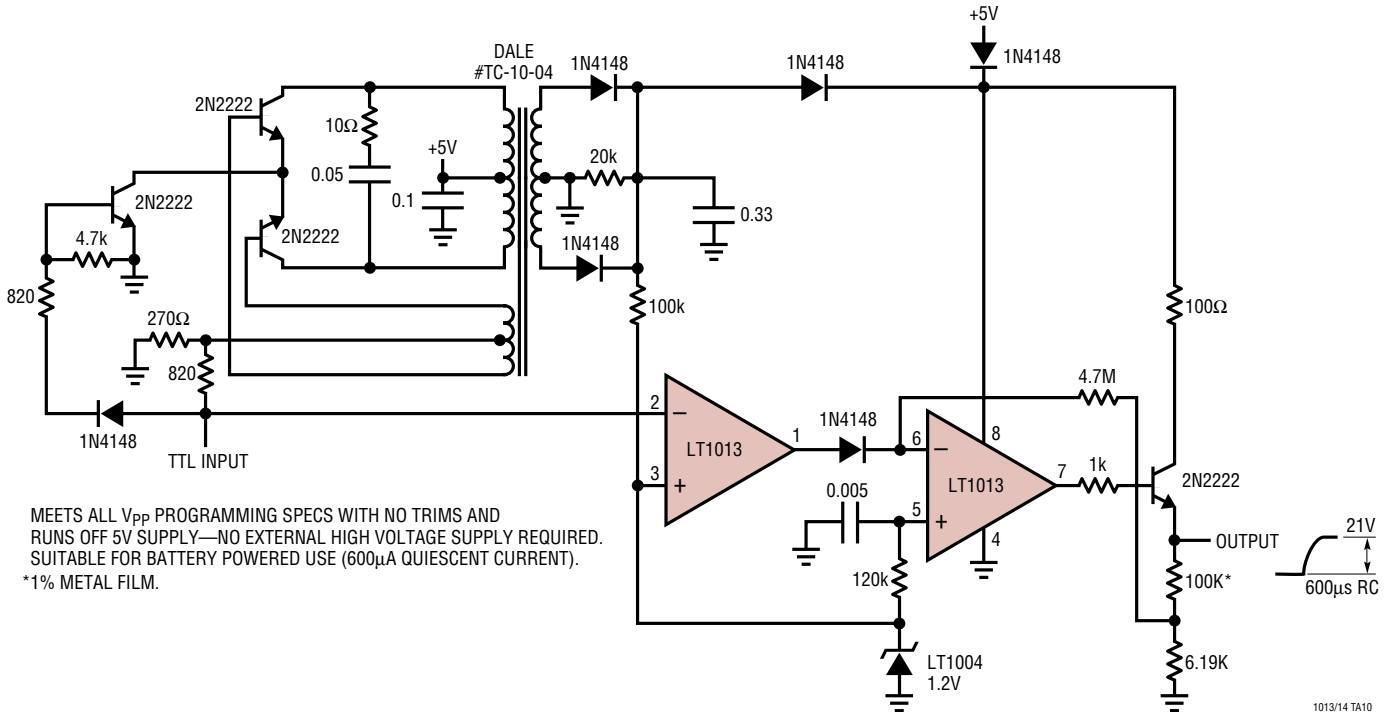 +5V
DALE
#TC-10-04
1N4148
1N4148
1N4148
2N2222
10Ω
+5V
20k
0.05
0.1
2N2222
0.33
2N2222
4.7k
1N4148
820
100k
100Ω
270Ω
820
4.7M
2
1N4148
6
8
1
LT1013
7
1k
1N4148
TTL INPUT
LT1013
2N2222
3
0.005
5
4
OUTPUT
21V
120k
100K*
600µs RC
MEETS ALL VPP PROGRAMMING SPECS WITH NO TRIMS AND
RUNS OFF 5V SUPPLY—NO EXTERNAL HIGH VOLTAGE SUPPLY REQUIRED.
SUITABLE FOR BATTERY POWERED USE (600µA QUIESCENT CURRENT).
*1% METAL FILM.
LT1004
1.2V
6.19K
1013/14 TA10